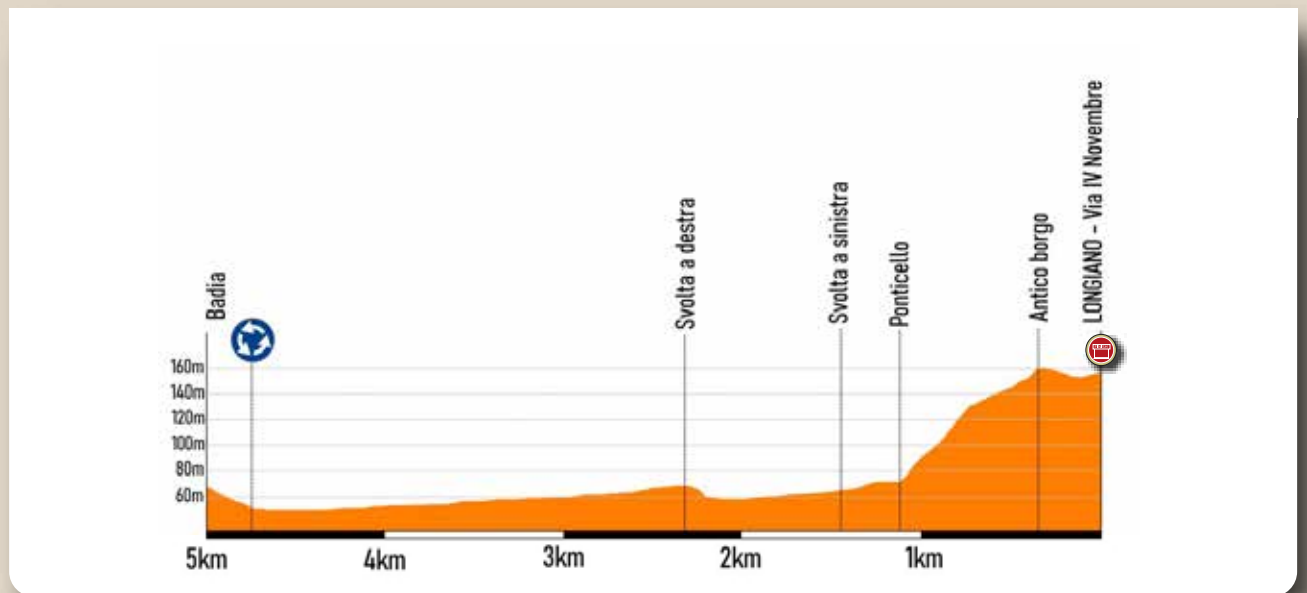 Badia
Svolta a destra
Svolta a sinistra
Ponticello
Antico borgo
LONGIANO - Via IV Novembre
160m
140m
120m
100m
80m
60m
5km
4km
3km
2km
1km